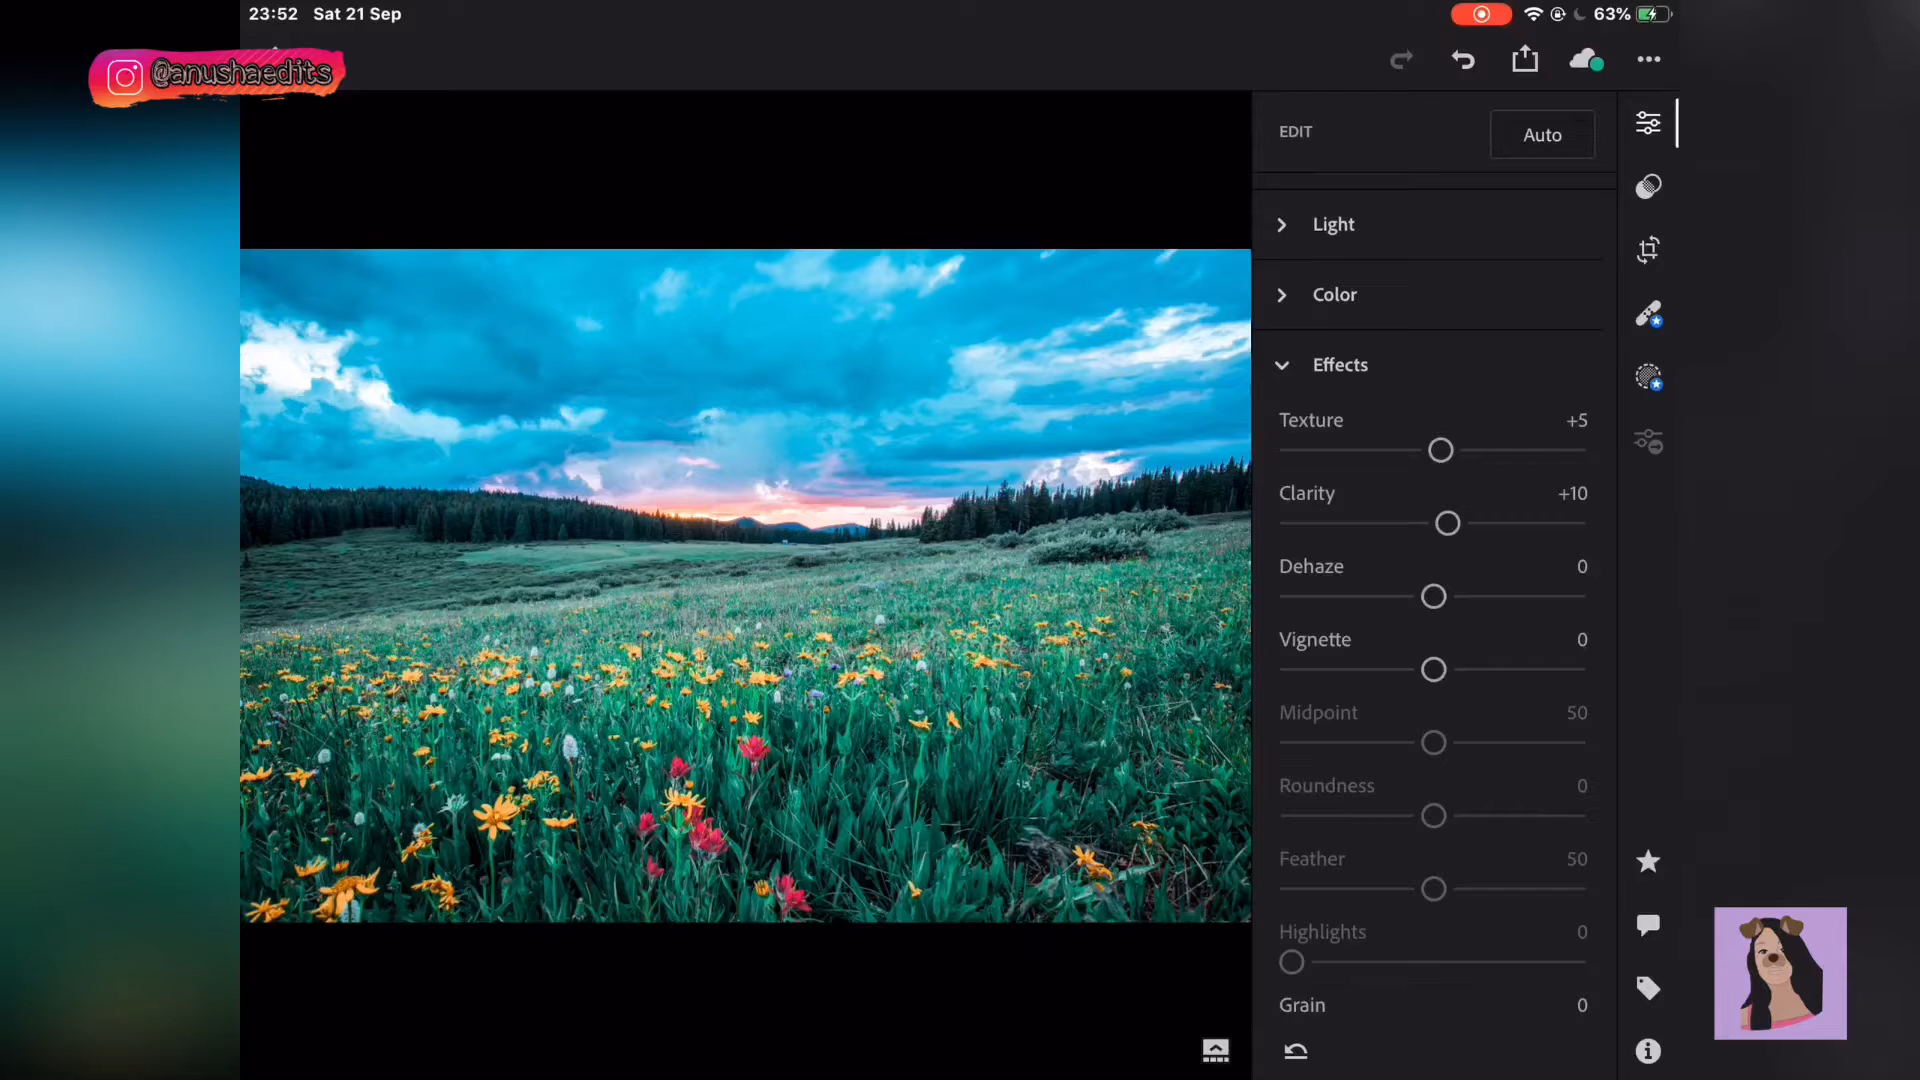 23:52 Sat 21 Sep
63%
@anushaedits
EDIT
Auto
Light
Color
Effects
Texture +5
Clarity +10
Dehaze 0
Vignette 0
Midpoint 50
Roundness 0
Feather 50
Highlights 0
Grain 0